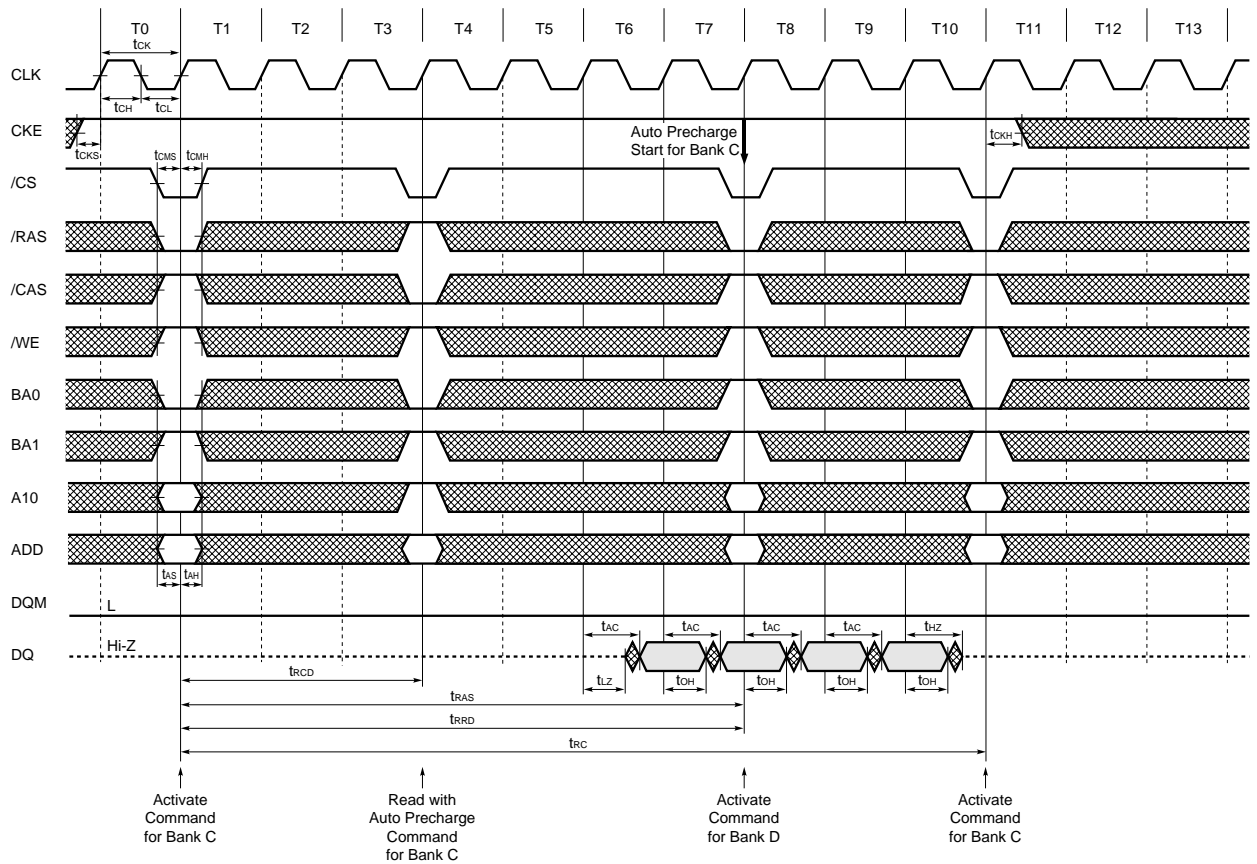 T0 T1 T2 T3 T4 T5 T6 T7 T8 T9 T10 T11 T12 T13
tCK
CLK
tCH tCL
CKE
tCKS
Auto Precharge
Start for Bank C
tCKH
tCMS tCMH
/CS
/RAS
/CAS
/WE
BA0
BA1
A10
ADD
tAS tAH
DQM L
DQ Hi-Z
tAC tAC tAC tAC tHZ
tLZ tOH tOH tOH tOH
tRCD
tRAS
tRRD
tRC
Activate
Command
for Bank C
Read with
Auto Precharge
Command
for Bank C
Activate
Command
for Bank D
Activate
Command
for Bank C